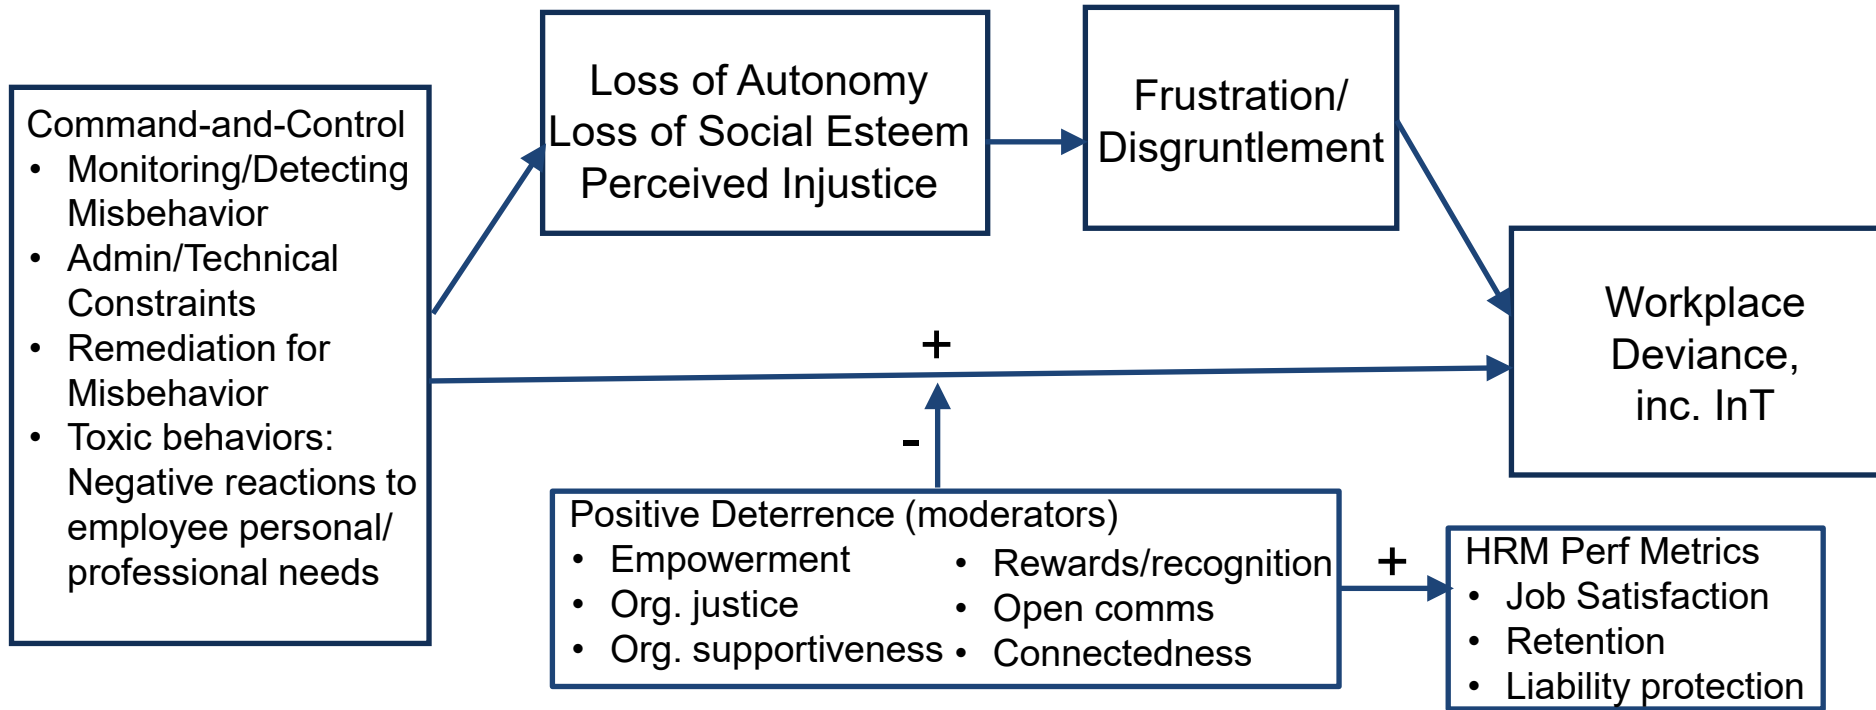 Command-and-Control
• Monitoring/Detecting
Misbehavior
• Admin/Technical
Constraints
• Remediation for
Misbehavior
• Toxic behaviors:
Negative reactions to
employee personal/
professional needs
Loss of Autonomy
Loss of Social Esteem
Perceived Injustice
Frustration/
Disgruntlement
Workplace
Deviance,
inc. InT
+
-
Positive Deterrence (moderators)
• Empowerment
• Org. justice
• Org. supportiveness
• Rewards/recognition
• Open comms
• Connectedness
+
HRM Perf Metrics
• Job Satisfaction
• Retention
• Liability protection